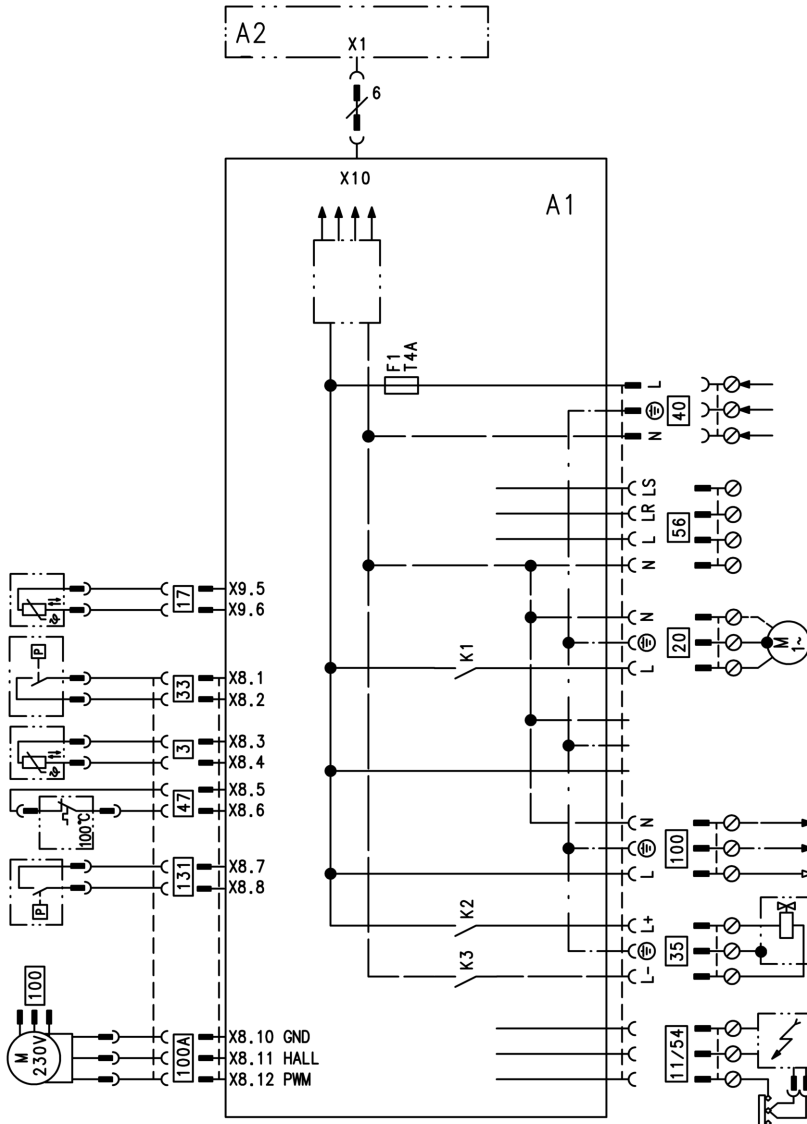 A2
X1
6
X10
A1
F1
T4A
L
40
N
LS
LR
56
L
N
17
X9.5
X9.6
N
20
M
1~
L
K1
P
33
X8.1
X8.2
3
X8.3
X8.4
47
X8.5
X8.6
100°C
N
100
L
131
X8.7
X8.8
P
K2
L+
35
K3
L-
100
M
230V
100A
X8.10 GND
X8.11 HALL
X8.12 PWM
11/54